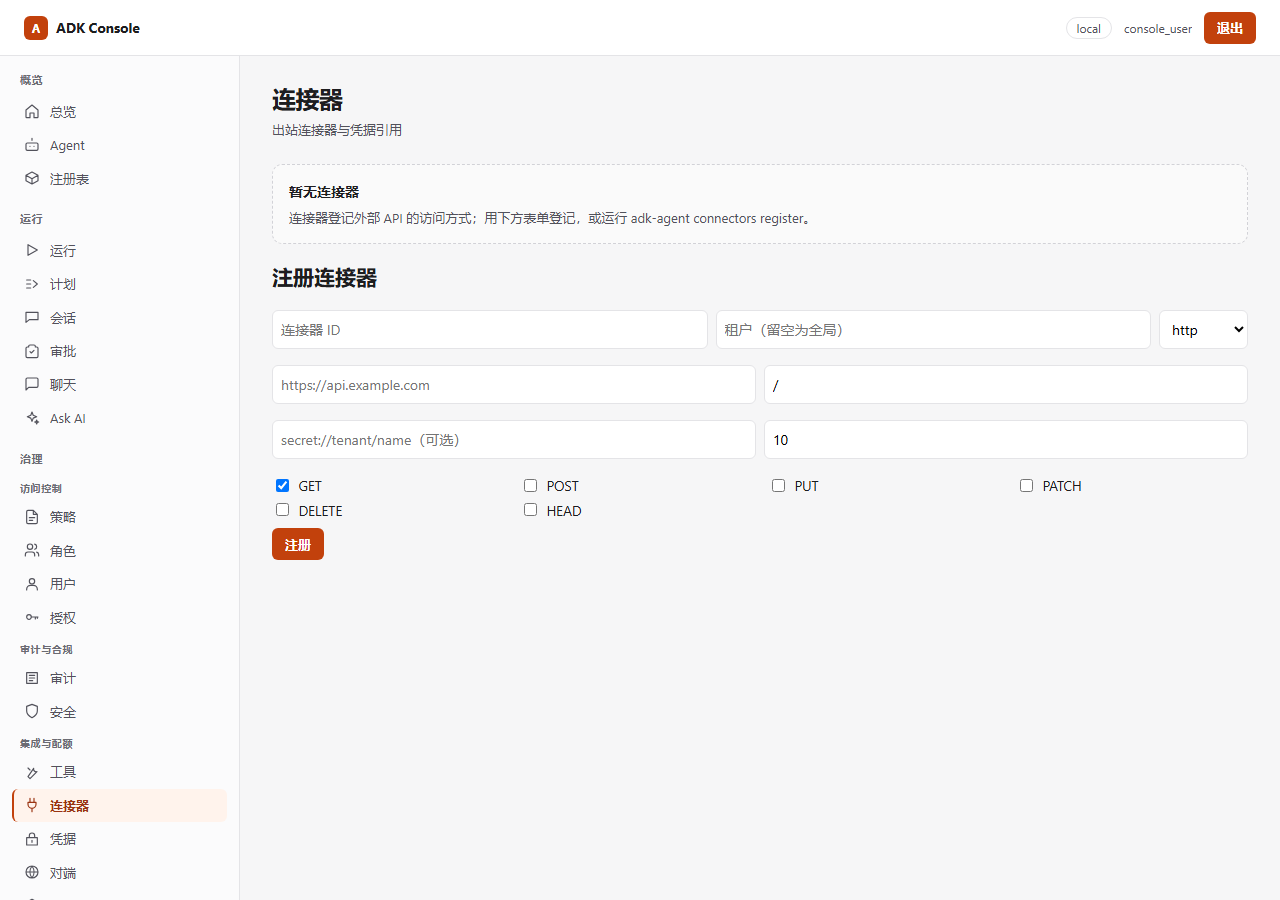 A ADK Console
local console_user 退出
概览
总览
Agent
注册表
运行
运行
计划
会话
审批
聊天
Ask AI
治理
访问控制
策略
角色
用户
授权
审计与合规
审计
安全
集成与配额
工具
连接器
凭据
对端
连接器
出站连接器与凭据引用
暂无连接器
连接器登记外部 API 的访问方式；用下方表单登记，或运行 adk-agent connectors register。
注册连接器
连接器 ID 租户（留空为全局） http
https://api.example.com /
secret://tenant/name（可选） 10
GET POST PUT PATCH
DELETE HEAD
注册